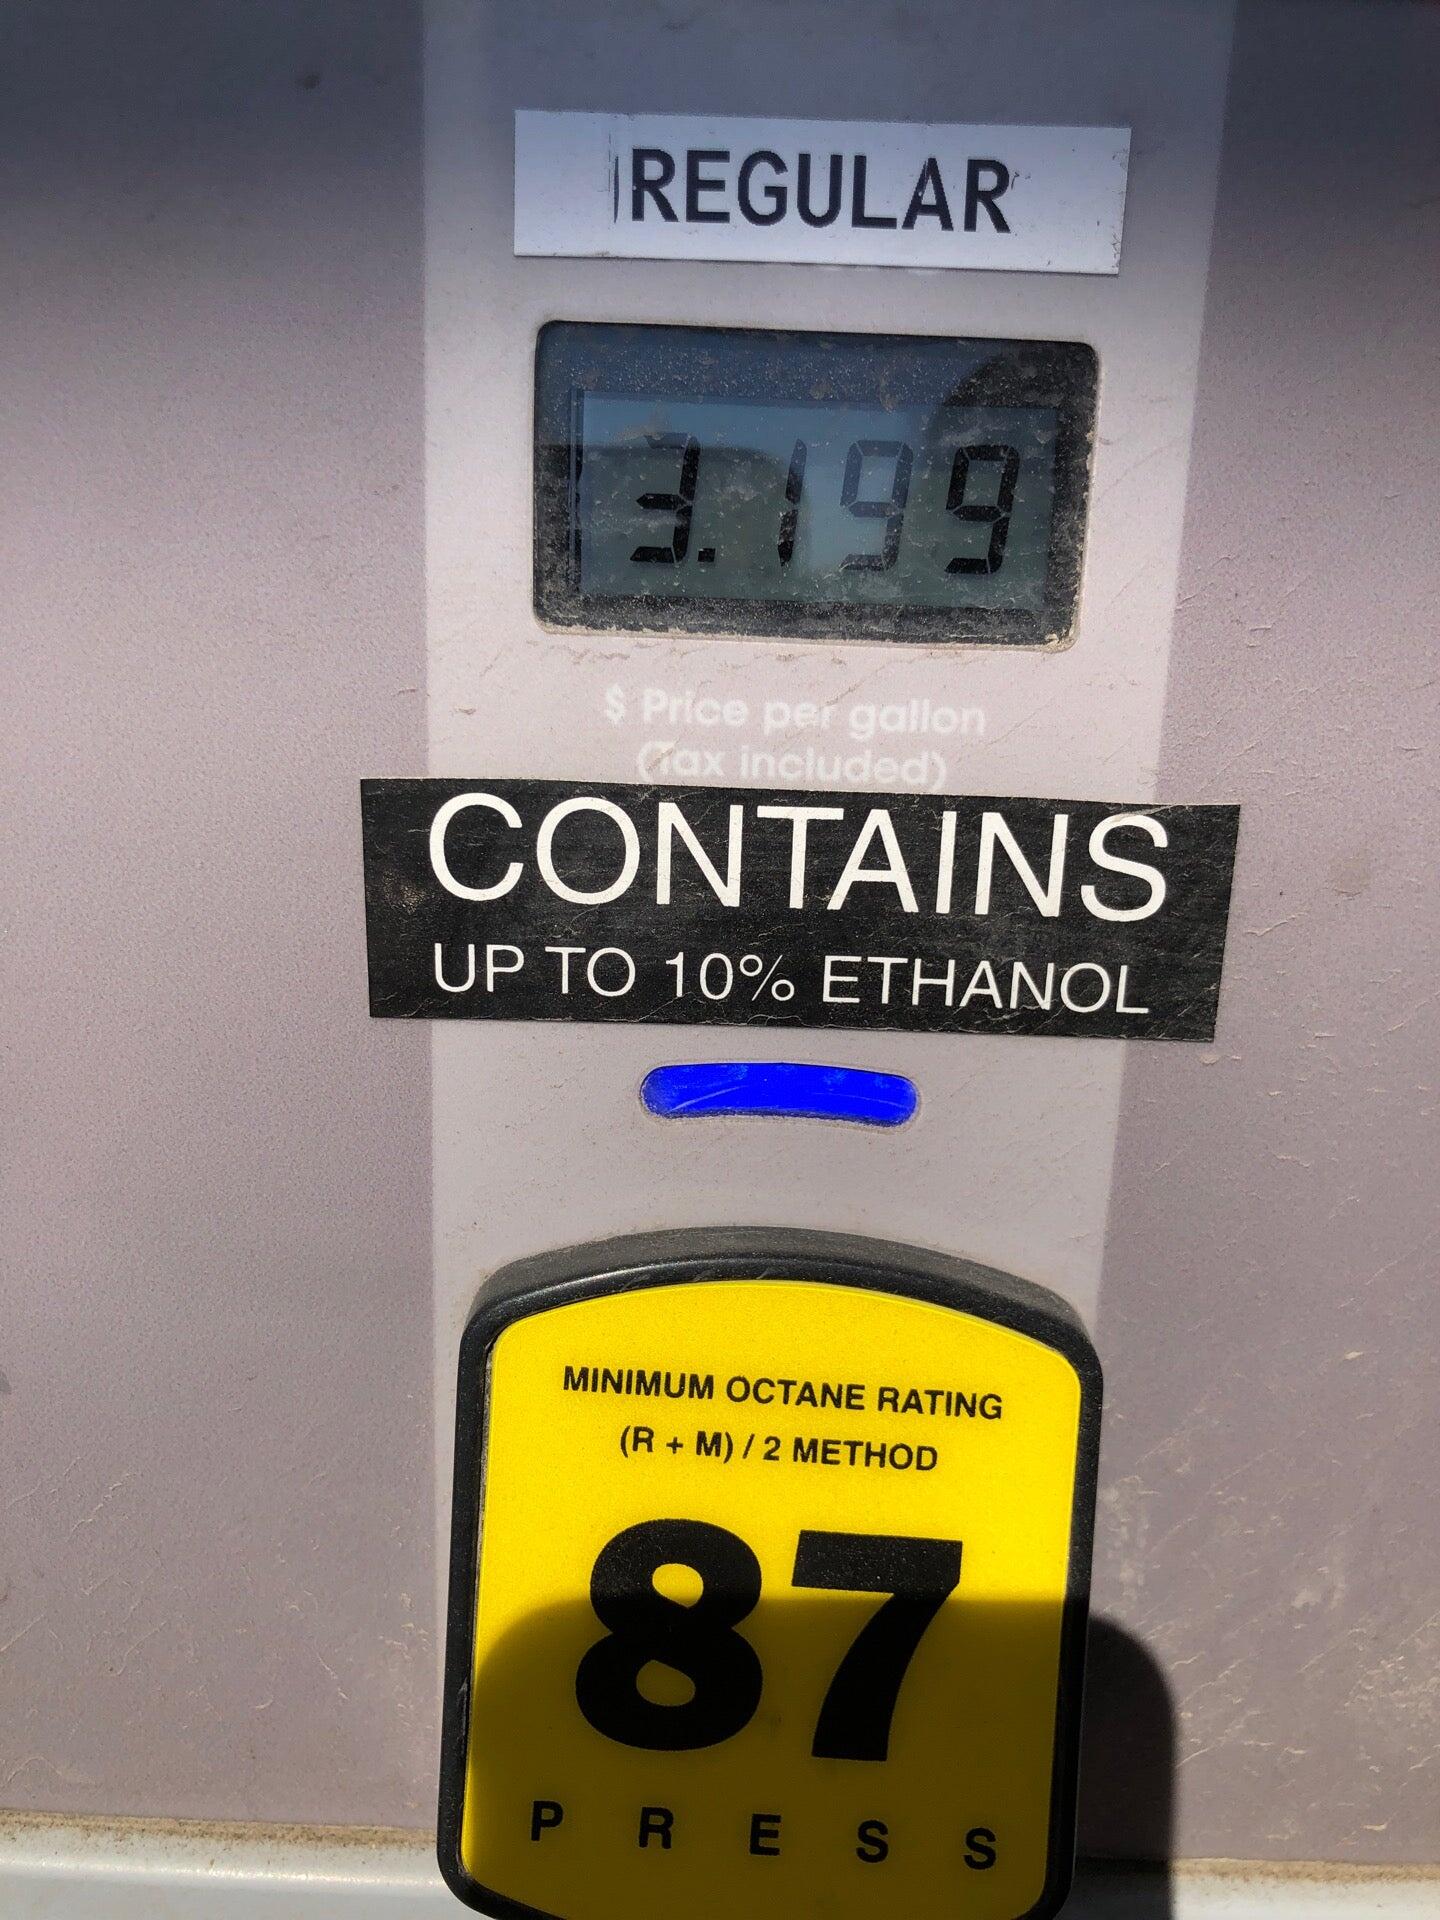 REGULAR
3.199
$ Price per gallon
(Tax included)
CONTAINS
UP TO 10% ETHANOL
MINIMUM OCTANE RATING
(R + M) / 2 METHOD
87
PRESS